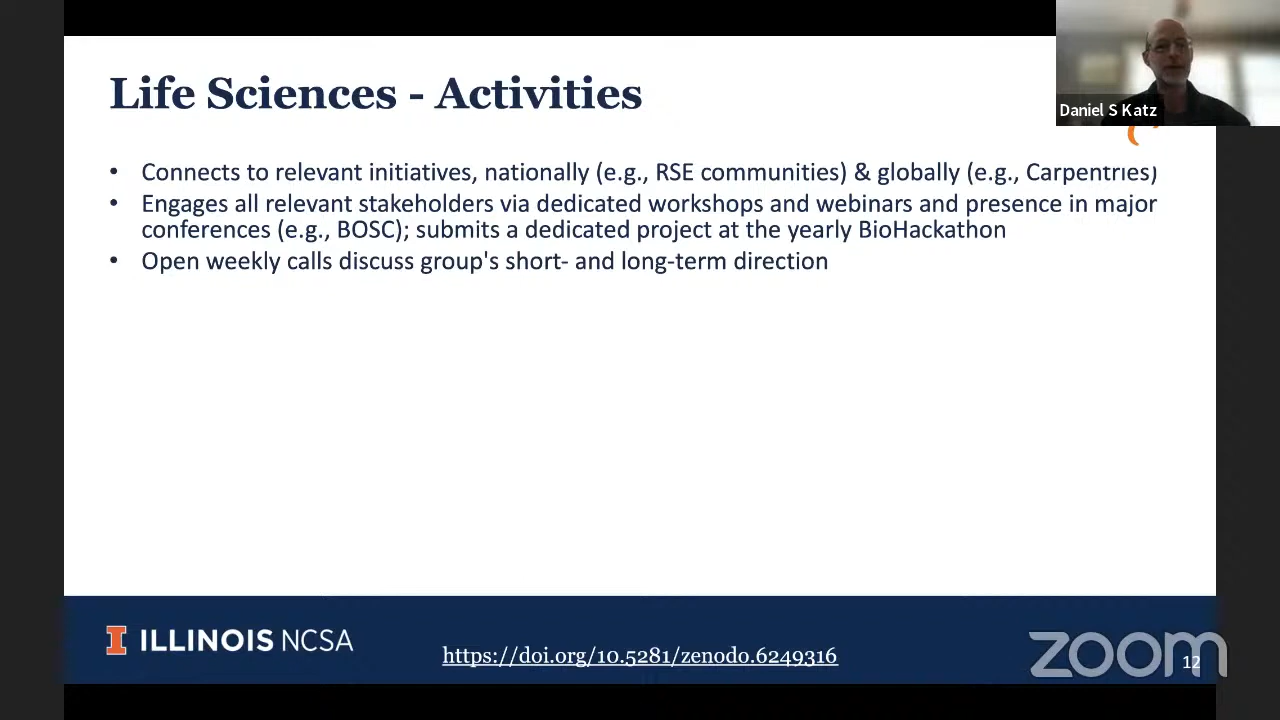 Life Sciences - Activities
Daniel S Katz
• Connects to relevant initiatives, nationally (e.g., RSE communities) & globally (e.g., Carpentries)
• Engages all relevant stakeholders via dedicated workshops and webinars and presence in major
conferences (e.g., BOSC); submits a dedicated project at the yearly BioHackathon
• Open weekly calls discuss group's short- and long-term direction
I ILLINOIS NCSA
https://doi.org/10.5281/zenodo.6249316
zoom
12